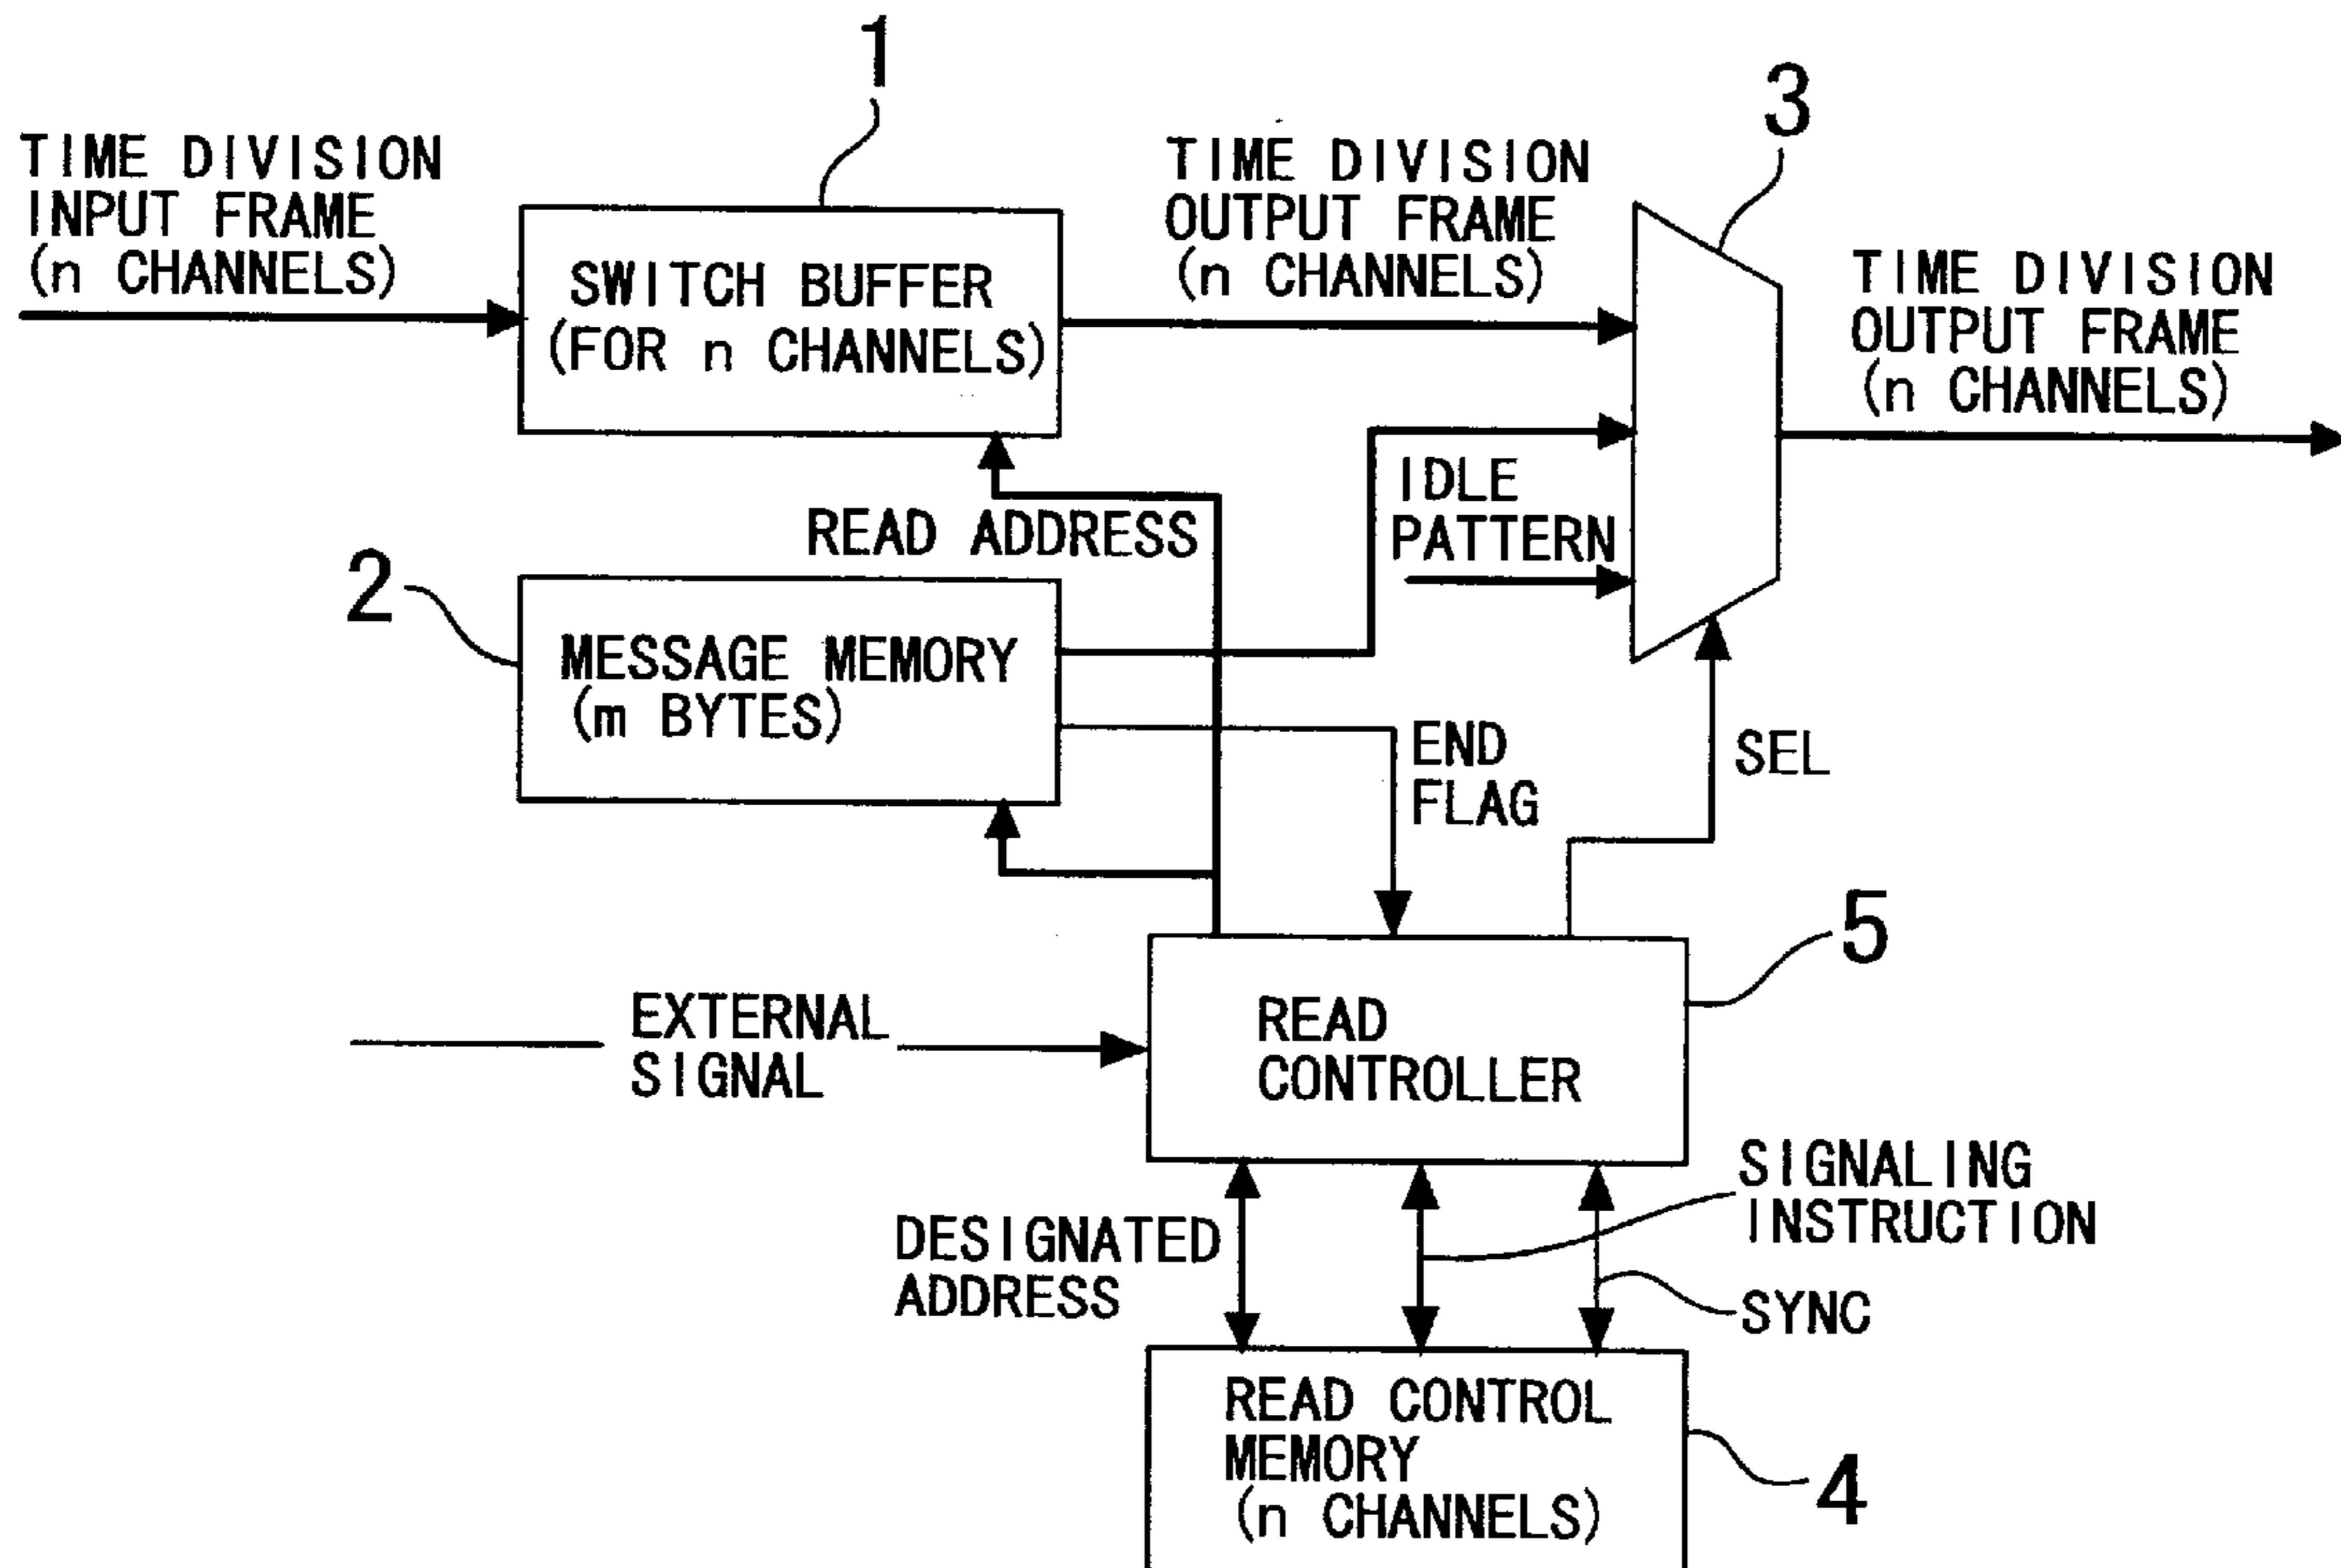 1
3
TIME DIVISION
INPUT FRAME
(n CHANNELS)
TIME DIVISION
OUTPUT FRAME
(n CHANNELS)
TIME DIVISION
OUTPUT FRAME
(n CHANNELS)
SWITCH BUFFER
(FOR n CHANNELS)
IDLE
PATTERN
READ ADDRESS
2
MESSAGE MEMORY
(m BYTES)
END
FLAG
SEL
5
EXTERNAL
SIGNAL
READ
CONTROLLER
SIGNALING
INSTRUCTION
DESIGNATED
ADDRESS
SYNC
READ CONTROL
MEMORY
(n CHANNELS)
4